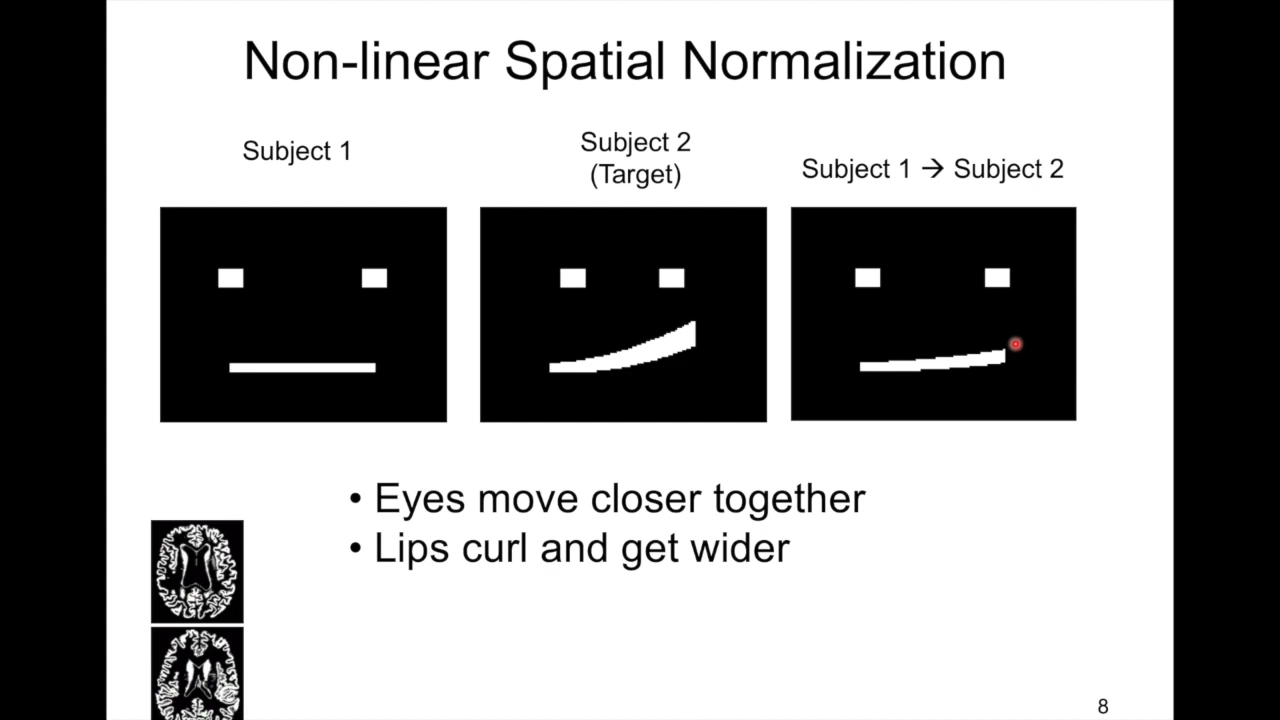 Non-linear Spatial Normalization
Subject 1
Subject 2
(Target)
Subject 1 → Subject 2
• Eyes move closer together
• Lips curl and get wider
8